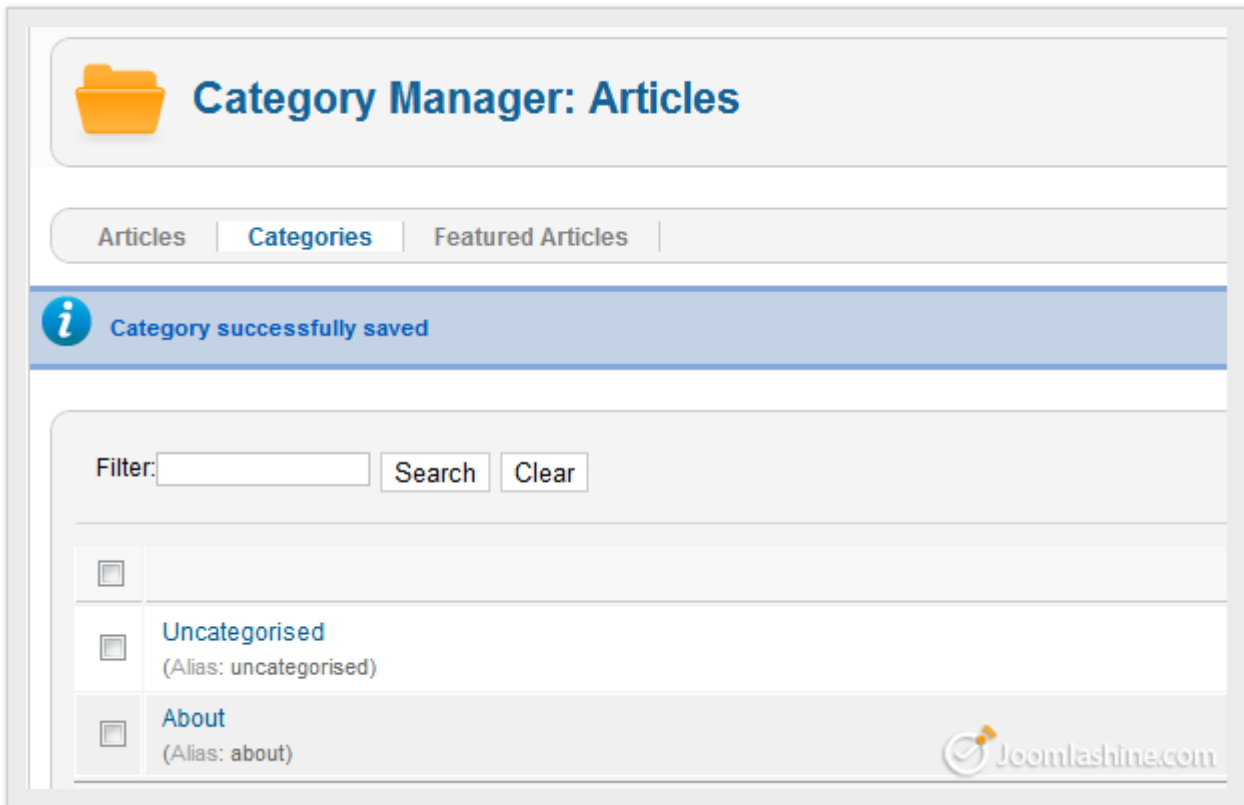 Category Manager: Articles
Articles Categories Featured Articles
i Category successfully saved
Filter: Search Clear
Uncategorised
(Alias: uncategorised)
About
(Alias: about)
Joomlashine.com